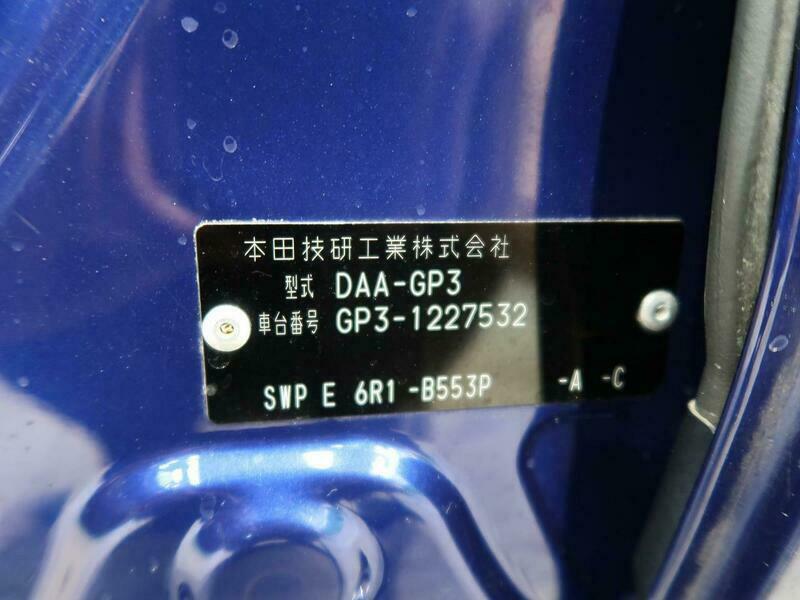 本田技研工業株式会社
型式 DAA-GP3
車台番号 GP3-1227532
SWP E 6R1 -B553P -A -C